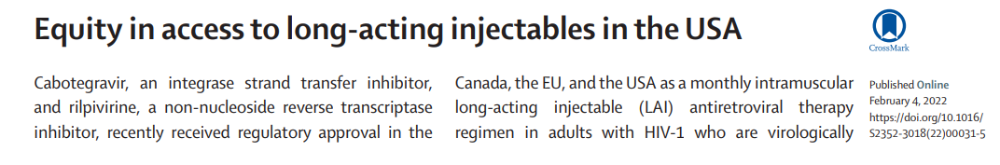 Equity in access to long-acting injectables in the USA
Cabotegravir, an integrase strand transfer inhibitor,
and rilpivirine, a non-nucleoside reverse transcriptase
inhibitor, recently received regulatory approval in the
Canada, the EU, and the USA as a monthly intramuscular
long-acting injectable (LAI) antiretroviral therapy
regimen in adults with HIV-1 who are virologically
CrossMark
Published Online
February 4, 2022
https://doi.org/10.1016/
S2352-3018(22)00031-5